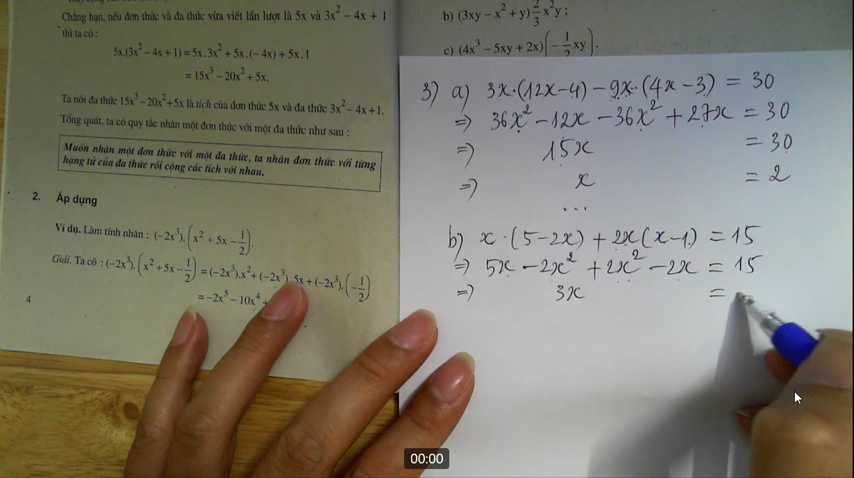 Chẳng hạn, nếu đơn thức và đa thức vừa viết lần lượt là 5x và 3x² − 4x + 1
thì ta có :
5x.(3x² − 4x + 1) = 5x.3x² + 5x.(−4x) + 5x.1
= 15x³ − 20x² + 5x.
Ta nói đa thức 15x³ − 20x² + 5x là tích của đơn thức 5x và đa thức 3x² − 4x + 1.
Tổng quát, ta có quy tắc nhân một đơn thức với một đa thức như sau :
Muốn nhân một đơn thức với một đa thức, ta nhân đơn thức với từng
hạng tử của đa thức rồi cộng các tích với nhau.
2. Áp dụng
Ví dụ. Làm tính nhân : (−2x³).(x² + 5x − 1/2).
Giải. Ta có : (−2x³).(x² + 5x − 1/2) = (−2x³).x² + (−2x³).5x + (−2x³).(−1/2)
= −2x⁵ − 10x⁴ +
4
b) (3xy − x² + y) 2/3 x²y ;
c) (4x³ − 5xy + 2x)(−1/2 xy).
3) a) 3x·(12x−4) − 9x·(4x−3) = 30
=> 36x² − 12x − 36x² + 27x = 30
=> 15x = 30
=> x = 2
...
b) x·(5−2x) + 2x(x−1) = 15
=> 5x − 2x² + 2x² − 2x = 15
=> 3x =
00:00